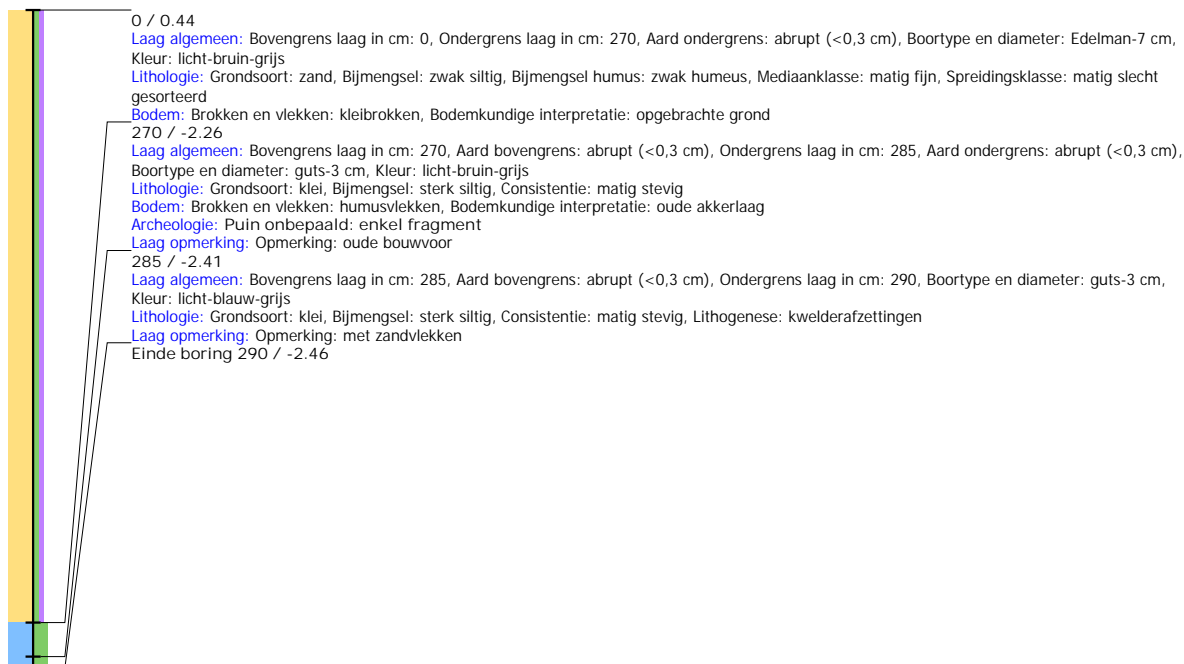 0 / 0.44
Laag algemeen: Bovengrens laag in cm: 0, Ondergrens laag in cm: 270, Aard ondergrens: abrupt (<0,3 cm), Boortype en diameter: Edelman-7 cm,
Kleur: licht-bruin-grijs
Lithologie: Grondsoort: zand, Bijmengsel: zwak siltig, Bijmengsel humus: zwak humeus, Mediaanklasse: matig fijn, Spreidingsklasse: matig slecht
gesorteerd
Bodem: Brokken en vlekken: kleibrokken, Bodemkundige interpretatie: opgebrachte grond
270 / -2.26
Laag algemeen: Bovengrens laag in cm: 270, Aard bovengrens: abrupt (<0,3 cm), Ondergrens laag in cm: 285, Aard ondergrens: abrupt (<0,3 cm),
Boortype en diameter: guts-3 cm, Kleur: licht-bruin-grijs
Lithologie: Grondsoort: klei, Bijmengsel: sterk siltig, Consistentie: matig stevig
Bodem: Brokken en vlekken: humusvlekken, Bodemkundige interpretatie: oude akkerlaag
Archeologie: Puin onbepaald: enkel fragment
Laag opmerking: Opmerking: oude bouwvoor
285 / -2.41
Laag algemeen: Bovengrens laag in cm: 285, Aard bovengrens: abrupt (<0,3 cm), Ondergrens laag in cm: 290, Boortype en diameter: guts-3 cm,
Kleur: licht-blauw-grijs
Lithologie: Grondsoort: klei, Bijmengsel: sterk siltig, Consistentie: matig stevig, Lithogenese: kwelderafzettingen
Laag opmerking: Opmerking: met zandvlekken
Einde boring 290 / -2.46